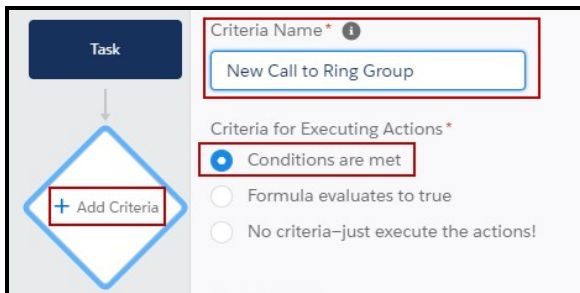 Task
+ Add Criteria
Criteria Name* i
New Call to Ring Group
Criteria for Executing Actions*
Conditions are met
Formula evaluates to true
No criteria—just execute the actions!